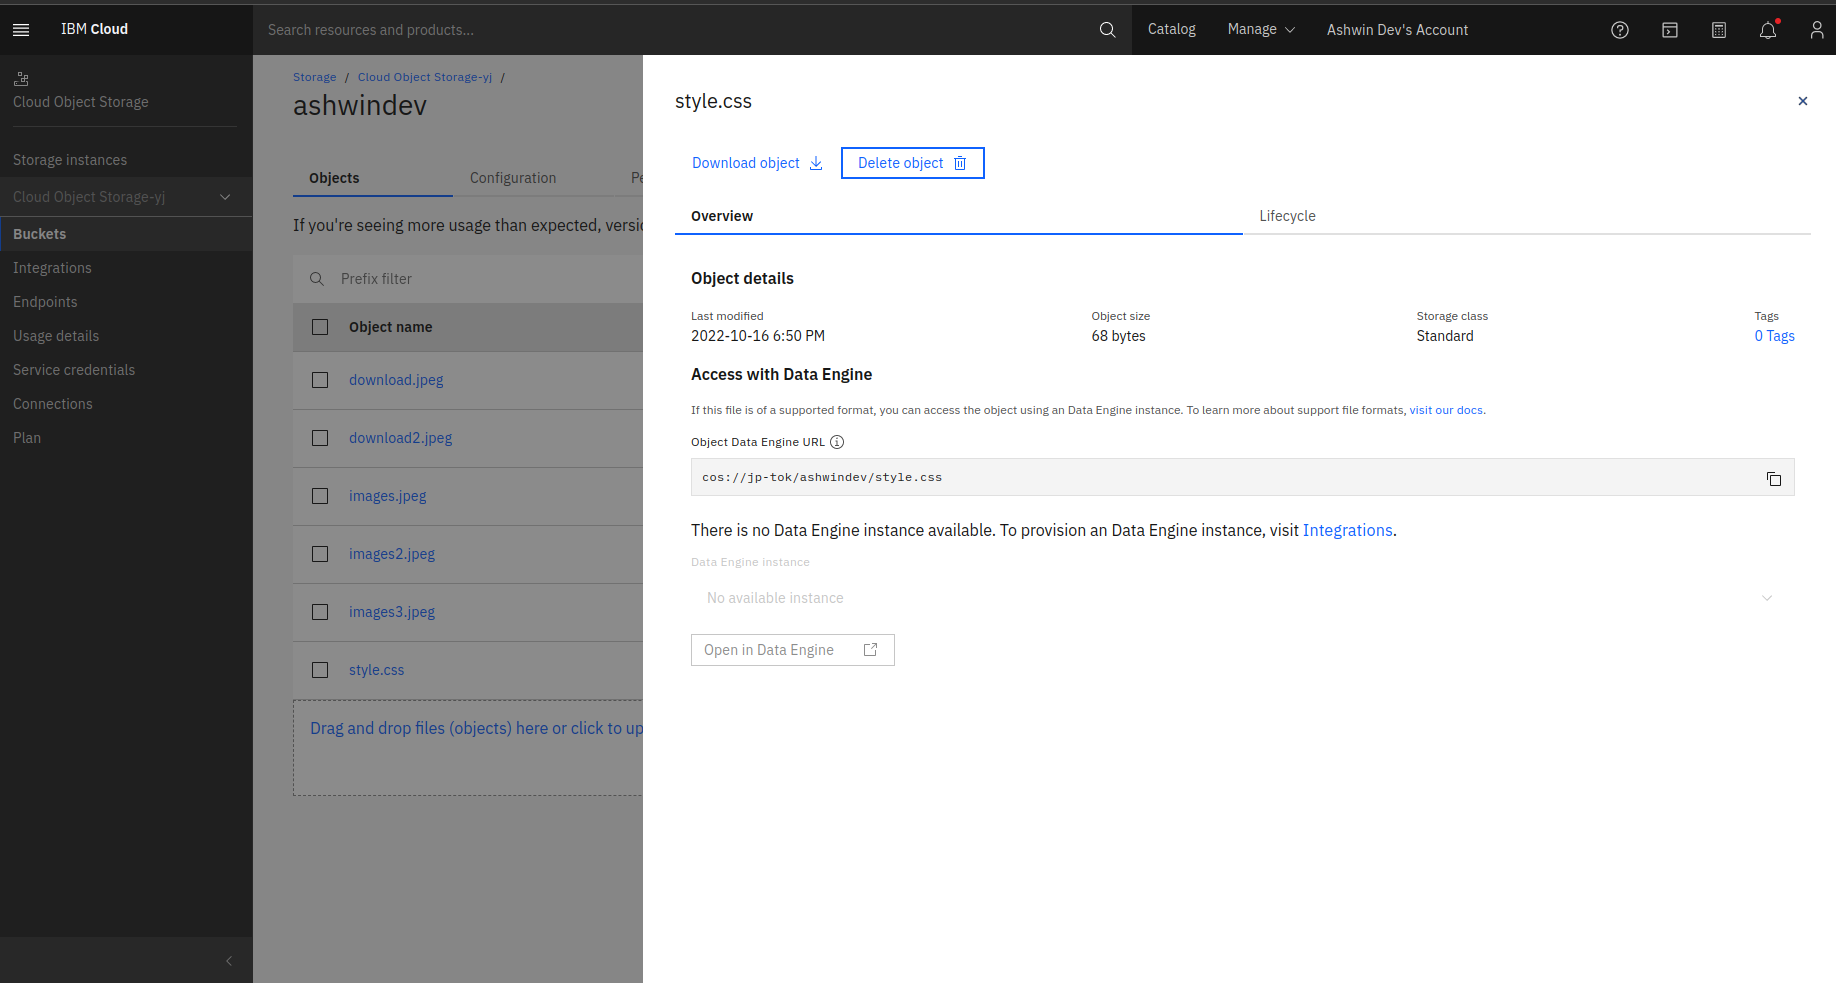 IBM Cloud
Search resources and products...
Catalog
Manage
Ashwin Dev's Account
Cloud Object Storage
Storage instances
Cloud Object Storage-yj
Buckets
Integrations
Endpoints
Usage details
Service credentials
Connections
Plan
Storage / Cloud Object Storage-yj /
ashwindev
Objects
Configuration
Pe
If you're seeing more usage than expected, versi
Prefix filter
Object name
download.jpeg
download2.jpeg
images.jpeg
images2.jpeg
images3.jpeg
style.css
Drag and drop files (objects) here or click to up
style.css
Download object
Delete object
Overview
Lifecycle
Object details
Last modified
2022-10-16 6:50 PM
Object size
68 bytes
Storage class
Standard
Tags
0 Tags
Access with Data Engine
If this file is of a supported format, you can access the object using an Data Engine instance. To learn more about support file formats, visit our docs.
Object Data Engine URL
cos://jp-tok/ashwindev/style.css
There is no Data Engine instance available. To provision an Data Engine instance, visit Integrations.
Data Engine instance
No available instance
Open in Data Engine